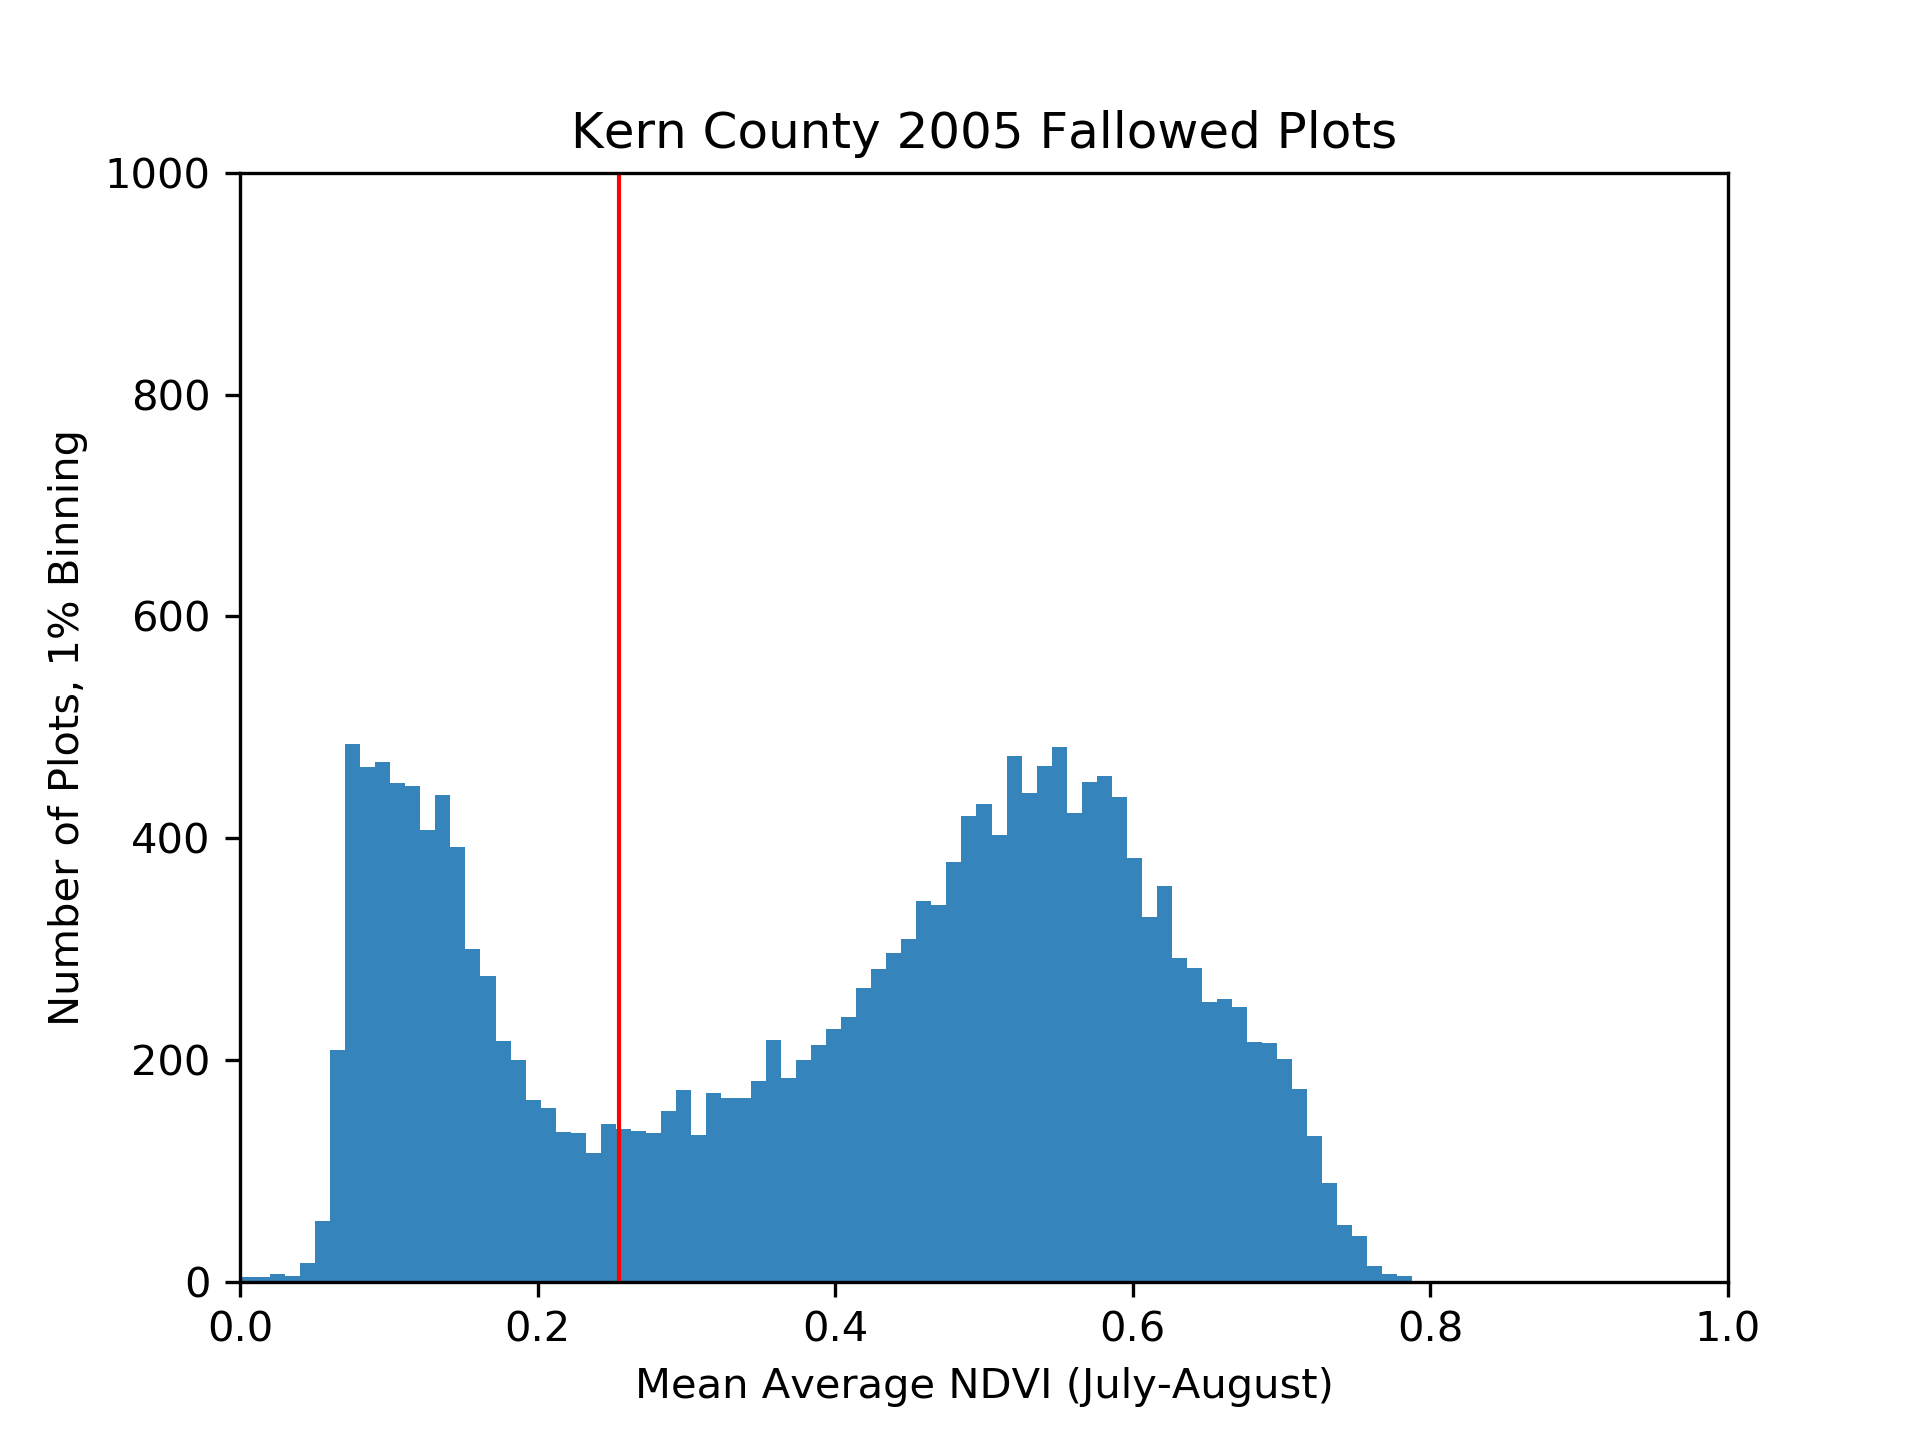 Kern County 2005 Fallowed Plots
1000
800
600
400
200
0
Number of Plots, 1% Binning
0.0 0.2 0.4 0.6 0.8 1.0
Mean Average NDVI (July-August)